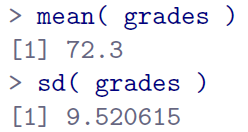 > mean( grades )
[1] 72.3
> sd( grades )
[1] 9.520615